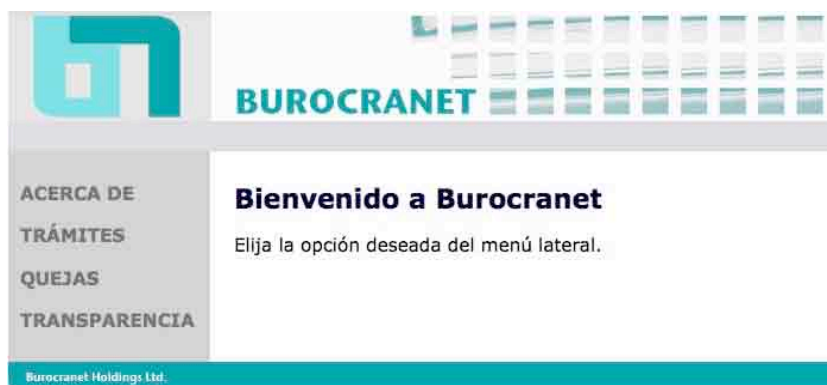 BUROCRANET
ACERCA DE
TRÁMITES
QUEJAS
TRANSPARENCIA
Bienvenido a Burocranet
Elija la opción deseada del menú lateral.
Burocranet Holdings Ltd.